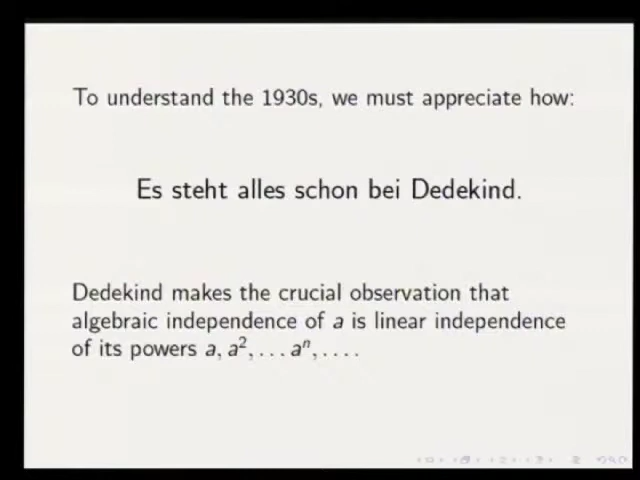 To understand the 1930s, we must appreciate how:
Es steht alles schon bei Dedekind.
Dedekind makes the crucial observation that
algebraic independence of a is linear independence
of its powers a, a², . . . aⁿ, . . . .